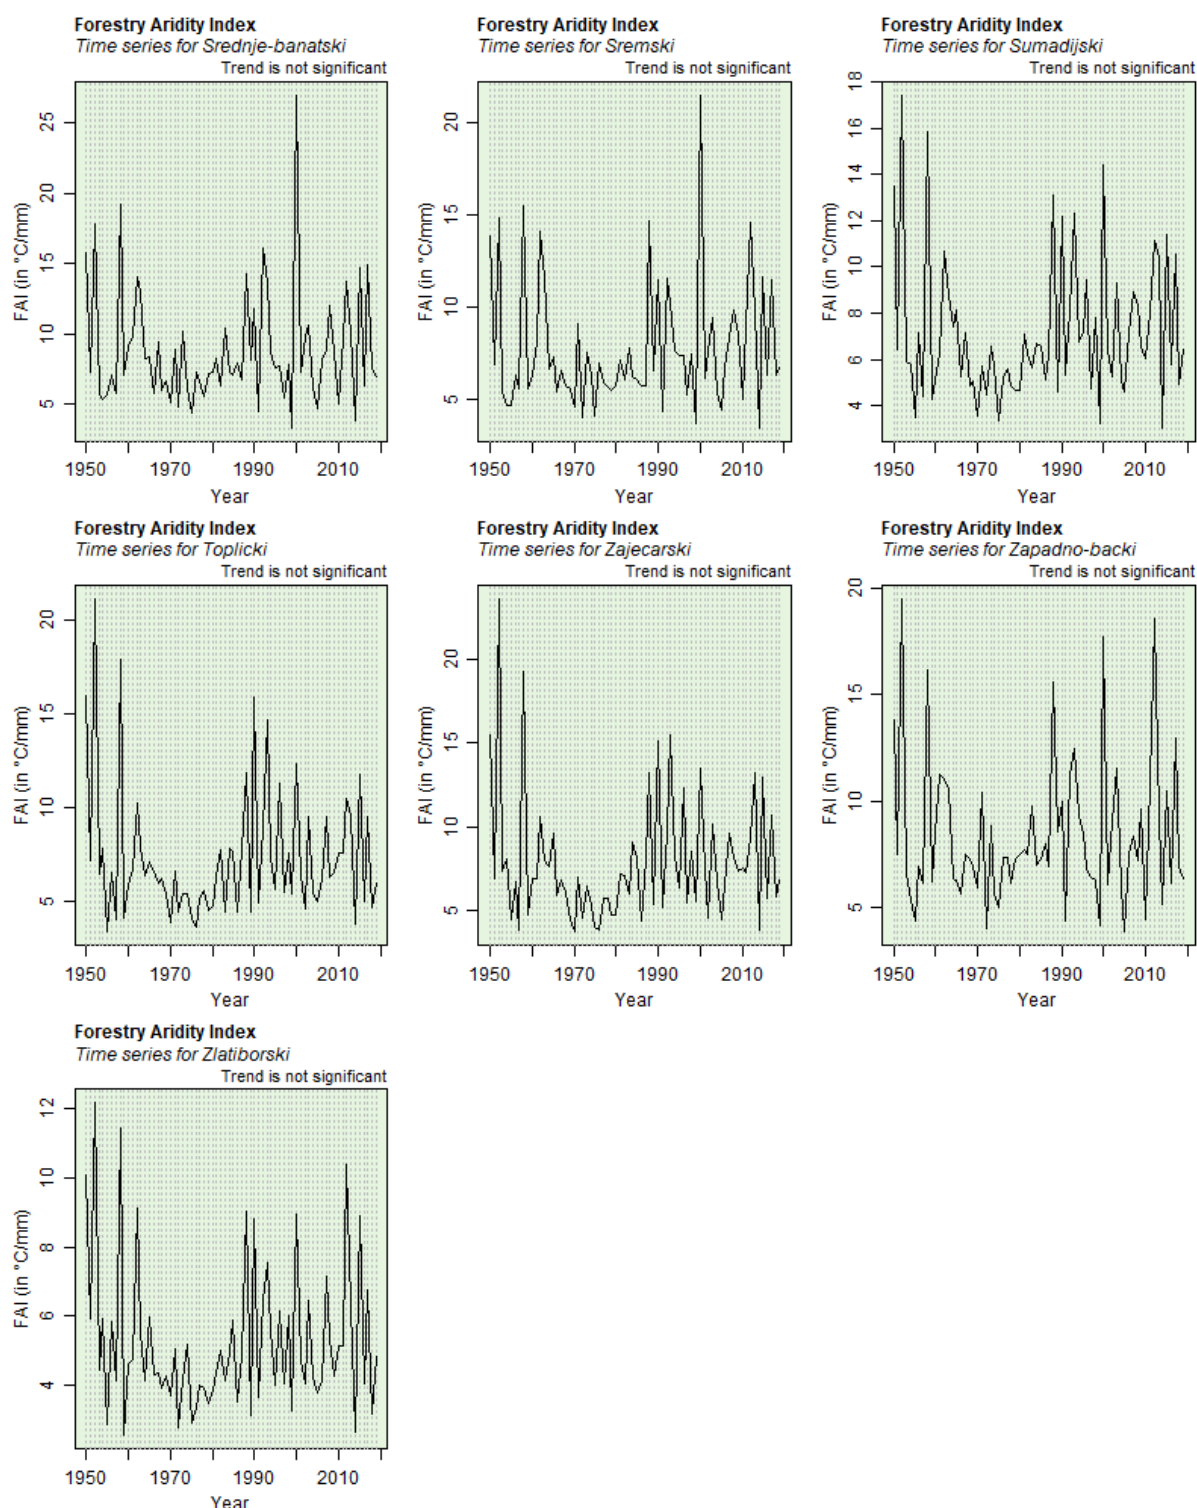 Forestry Aridity Index
Time series for Srednje-banatski
Trend is not significant
FAI (in °C/mm)
25
20
15
10
5
1950 1970 1990 2010
Year
Forestry Aridity Index
Time series for Sremski
Trend is not significant
FAI (in °C/mm)
20
15
10
5
1950 1970 1990 2010
Year
Forestry Aridity Index
Time series for Sumadijski
Trend is not significant
FAI (in °C/mm)
18
16
14
12
10
8
6
4
1950 1970 1990 2010
Year
Forestry Aridity Index
Time series for Toplicki
Trend is not significant
FAI (in °C/mm)
20
15
10
5
1950 1970 1990 2010
Year
Forestry Aridity Index
Time series for Zajecarski
Trend is not significant
FAI (in °C/mm)
20
15
10
5
1950 1970 1990 2010
Year
Forestry Aridity Index
Time series for Zapadno-backi
Trend is not significant
FAI (in °C/mm)
20
15
10
5
1950 1970 1990 2010
Year
Forestry Aridity Index
Time series for Zlatiborski
Trend is not significant
FAI (in °C/mm)
12
10
8
6
4
1950 1970 1990 2010
Year